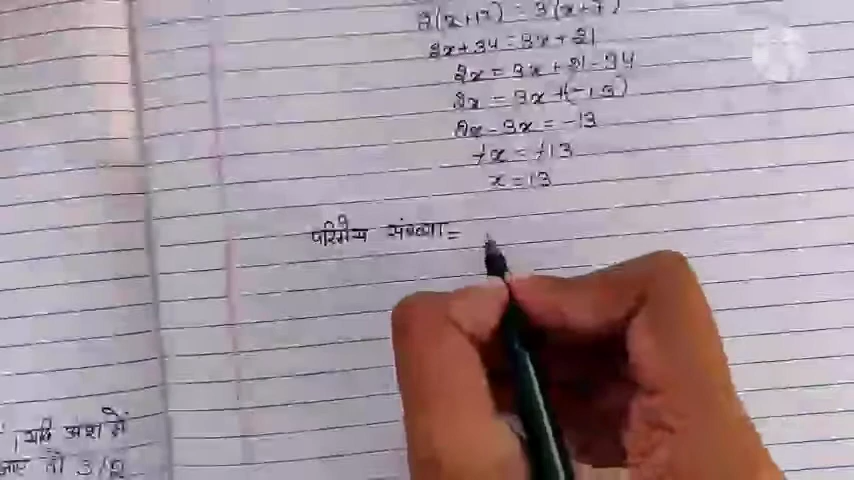 2(x+17) = 3(x+7)
2x+34 = 3x+21
2x = 3x+21-34
2x = 3x+(-13)
2x-3x = -13
-x = -13
x = 13
परिमेय संख्या =
। यदि अंश में
जाए तो 3/2